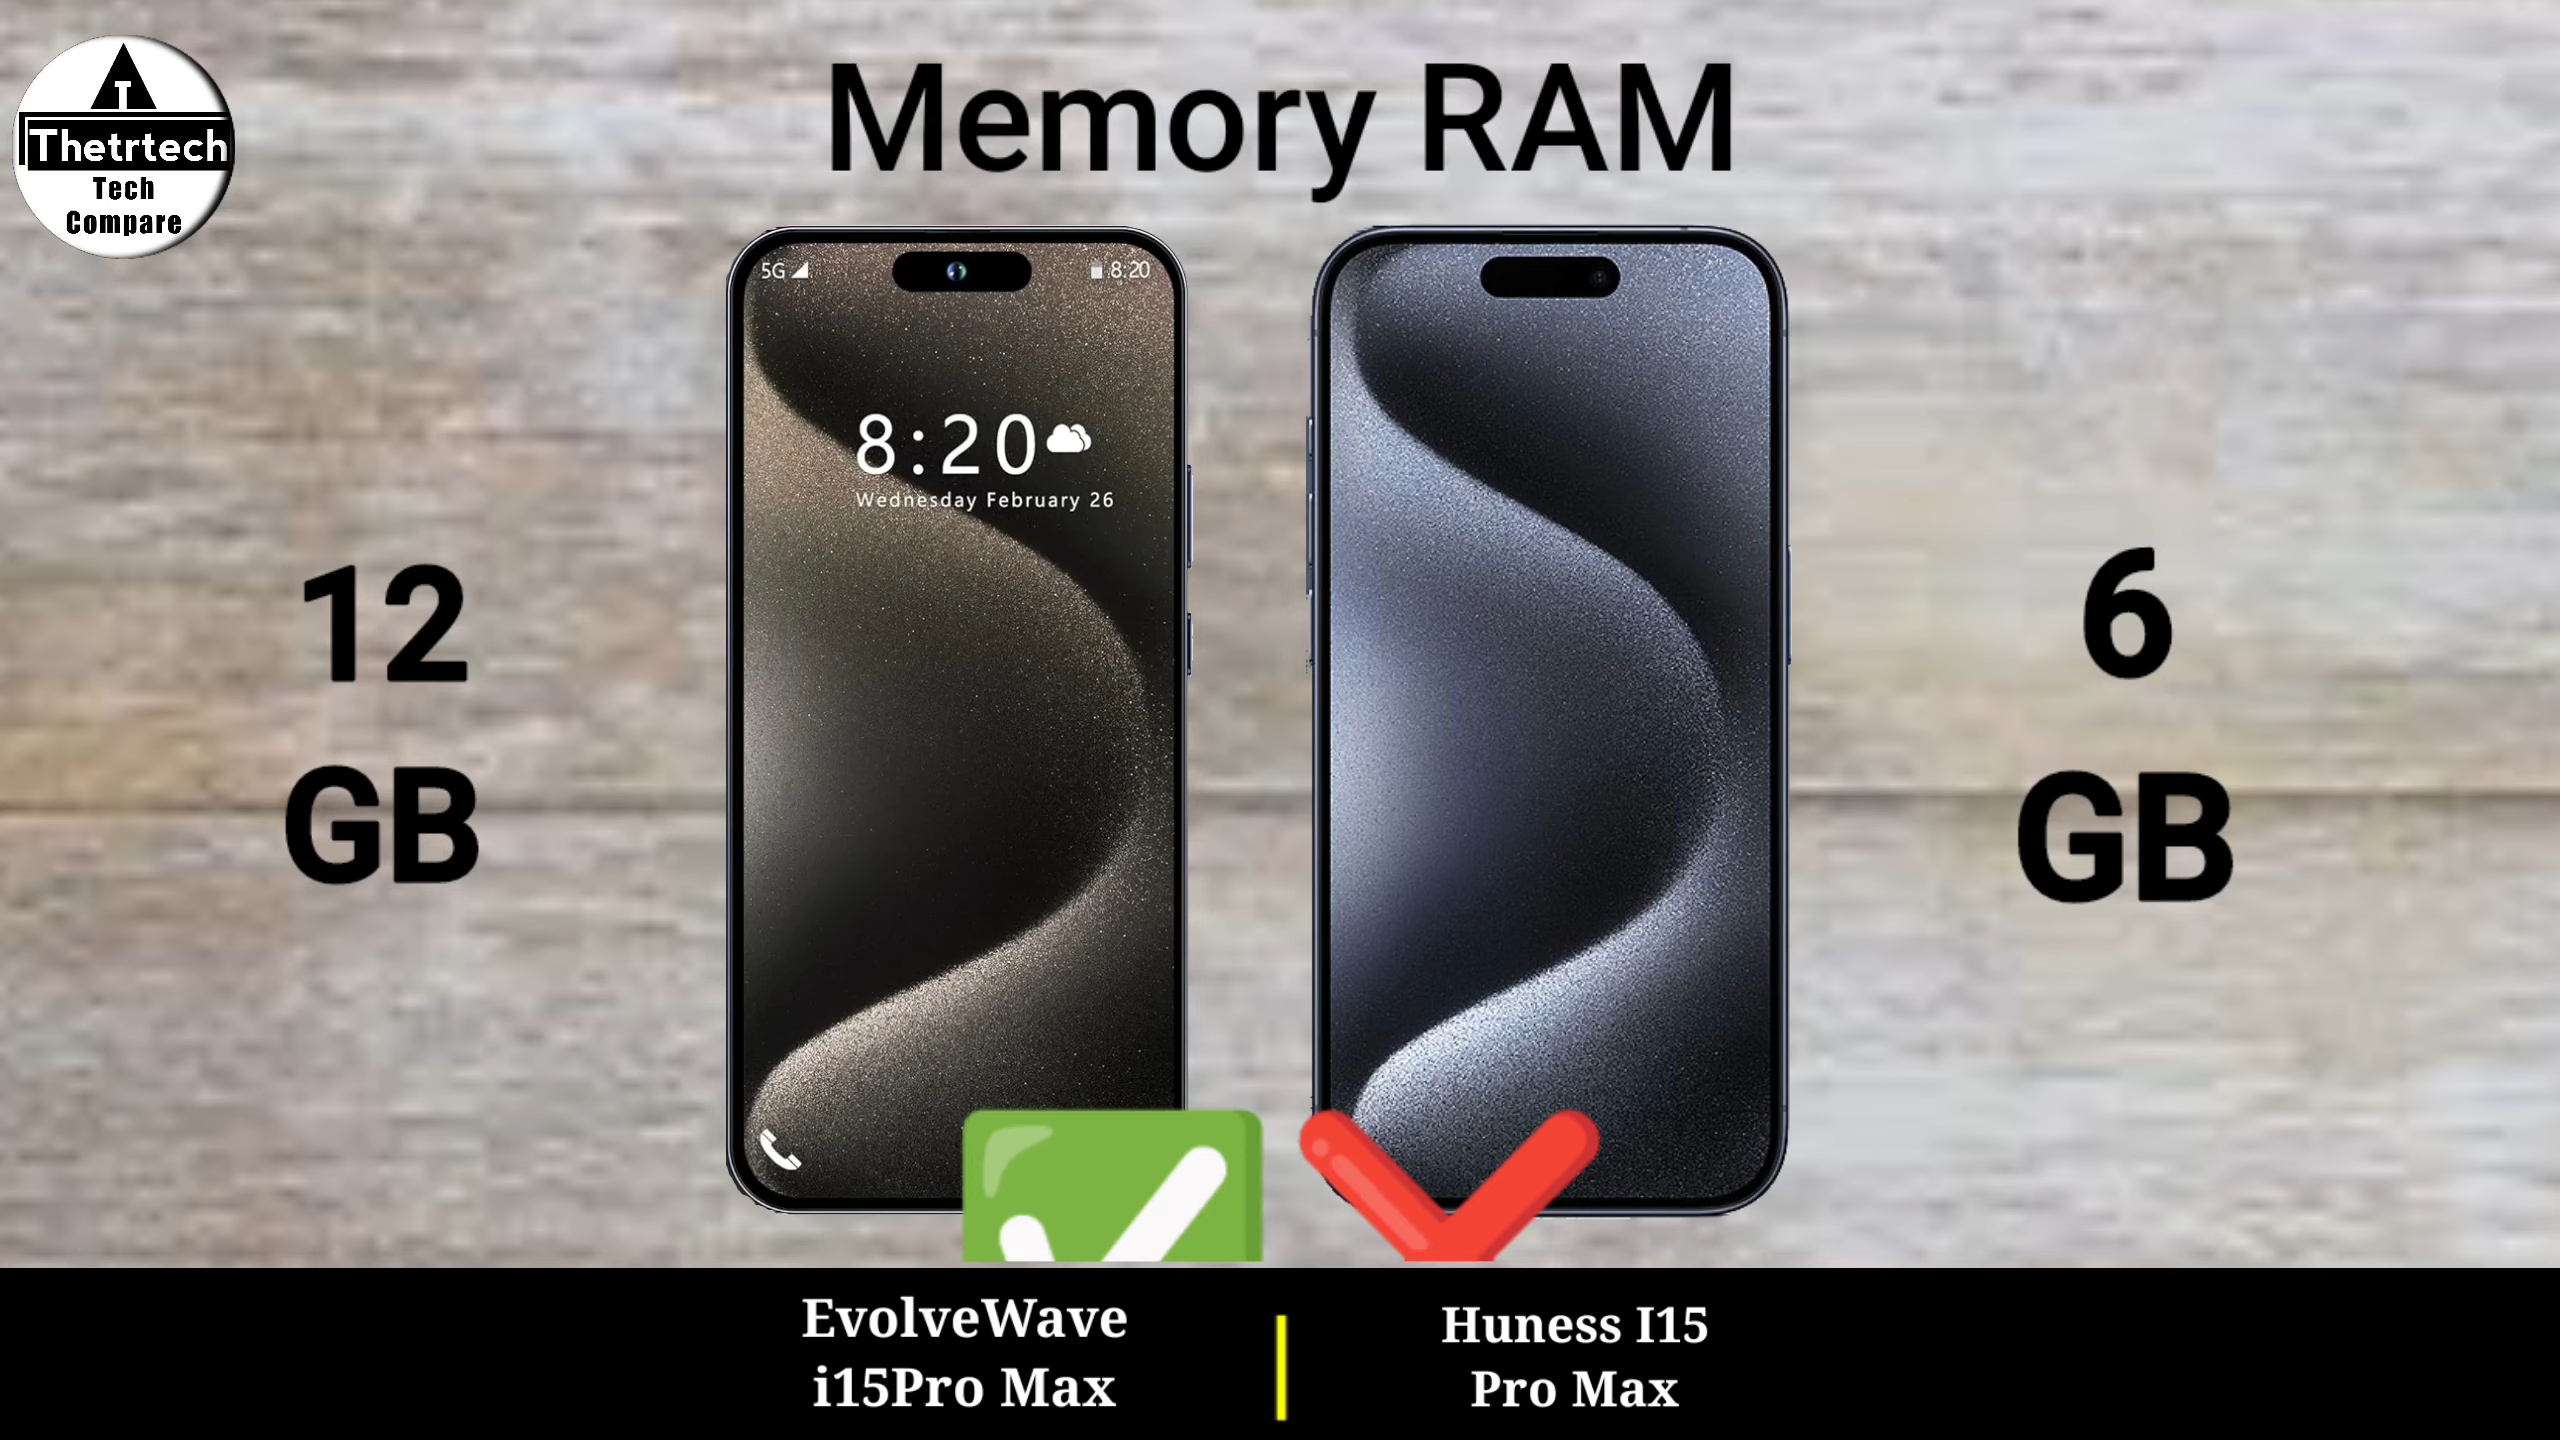 T
Thetrtech
Tech
Compare
Memory RAM
5G
8:20
8:20
Wednesday February 26
12
GB
6
GB
EvolveWave
i15Pro Max
Huness I15
Pro Max